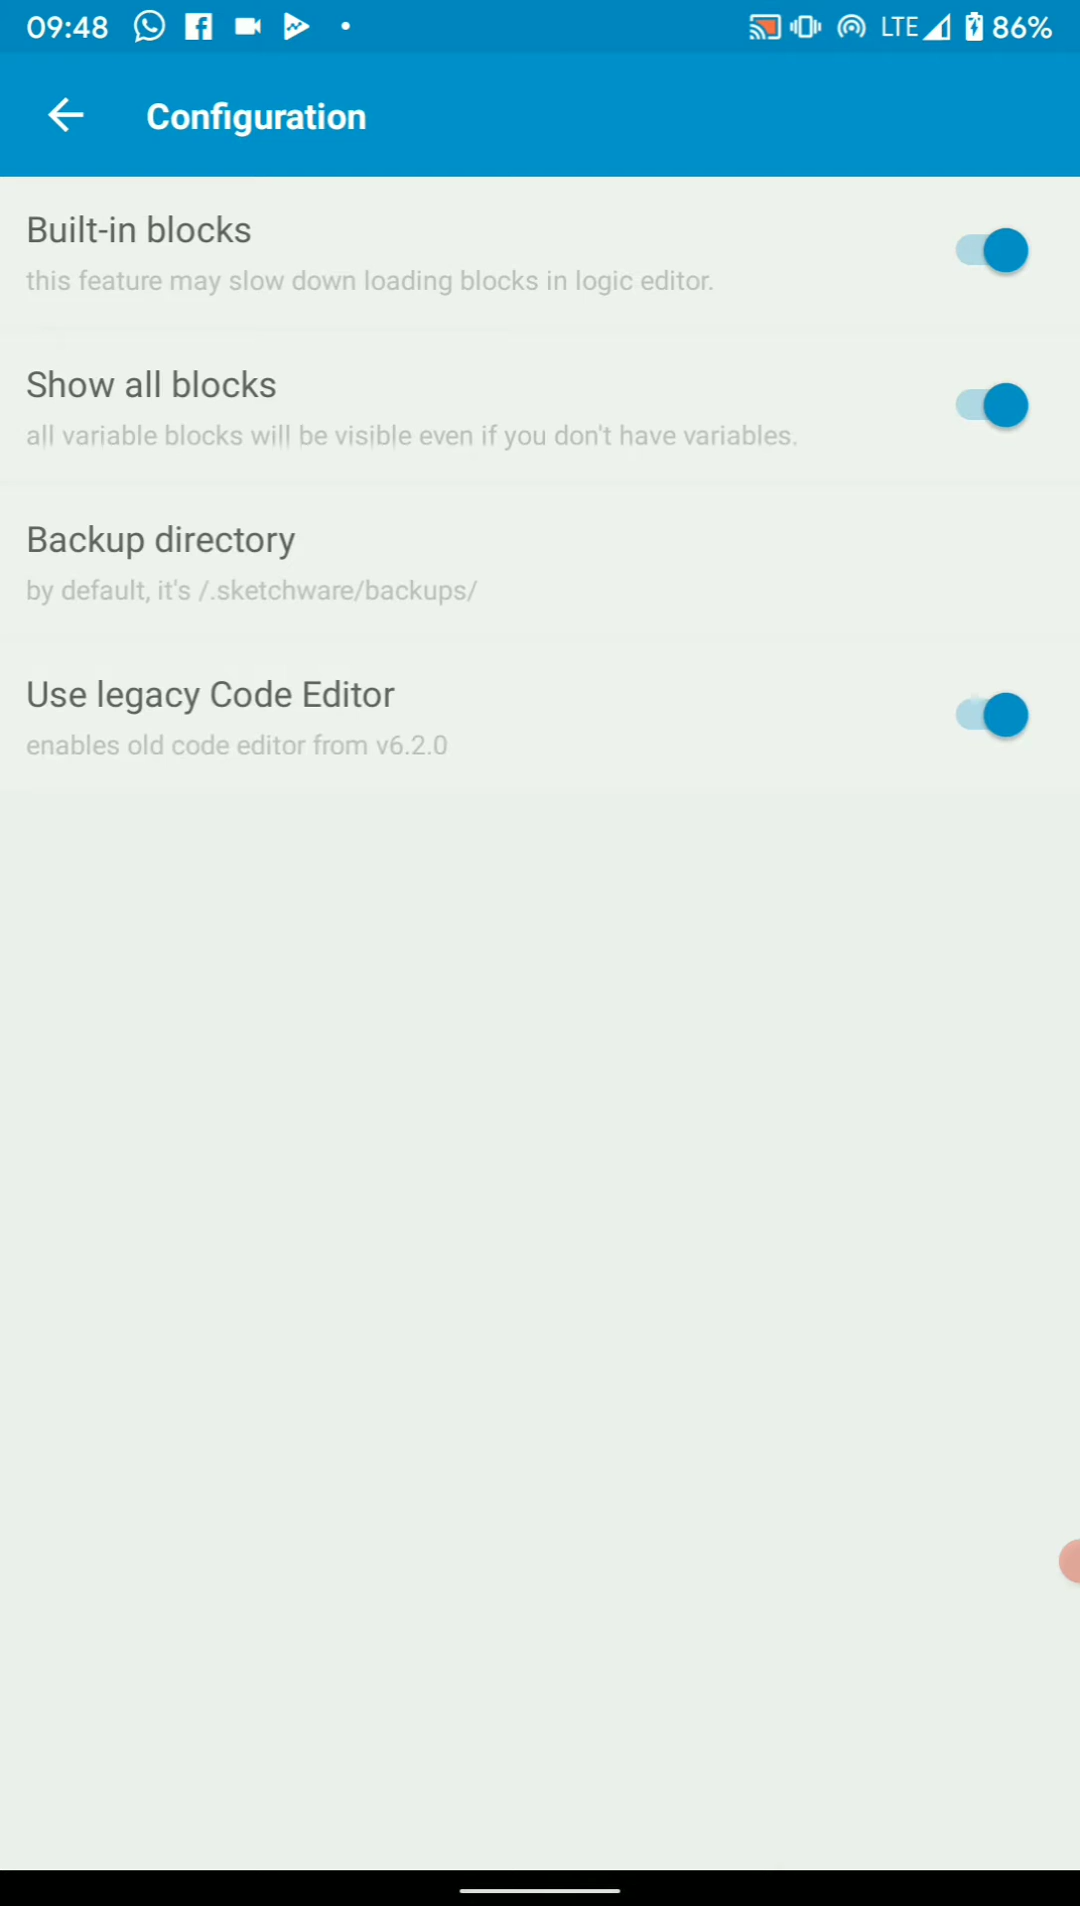 09:48 LTE 86%
Configuration
Built-in blocks
this feature may slow down loading blocks in logic editor.
Show all blocks
all variable blocks will be visible even if you don't have variables.
Backup directory
by default, it's /.sketchware/backups/
Use legacy Code Editor
enables old code editor from v6.2.0